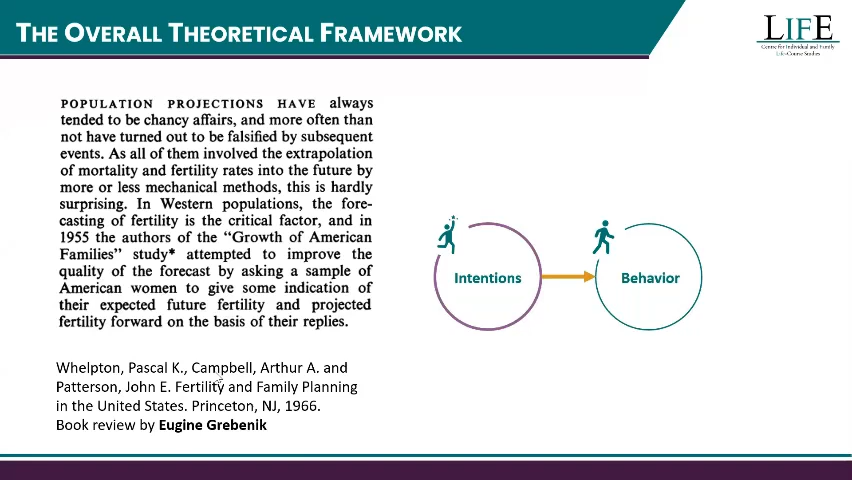 THE OVERALL THEORETICAL FRAMEWORK
LIFE
Centre for Individual and Family
Life-Course Studies
POPULATION PROJECTIONS HAVE always
tended to be chancy affairs, and more often than
not have turned out to be falsified by subsequent
events. As all of them involved the extrapolation
of mortality and fertility rates into the future by
more or less mechanical methods, this is hardly
surprising. In Western populations, the fore-
casting of fertility is the critical factor, and in
1955 the authors of the "Growth of American
Families" study* attempted to improve the
quality of the forecast by asking a sample of
American women to give some indication of
their expected future fertility and projected
fertility forward on the basis of their replies.
Intentions
Behavior
Whelpton, Pascal K., Campbell, Arthur A. and
Patterson, John E. Fertility and Family Planning
in the United States. Princeton, NJ, 1966.
Book review by Eugine Grebenik